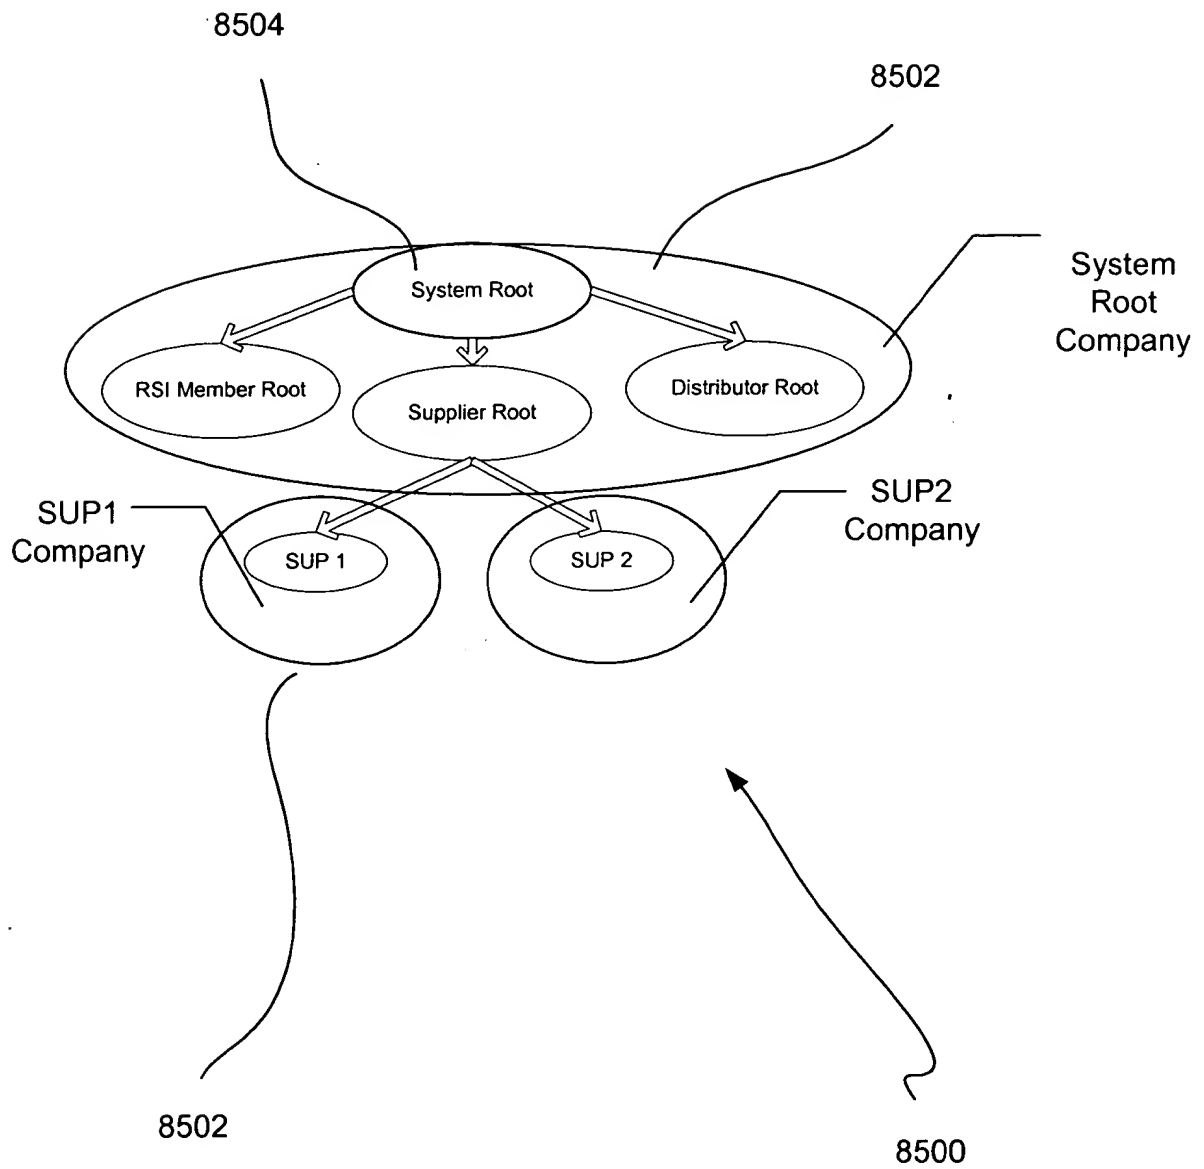 8504
8502
System
Root
Company
System Root
RSI Member Root
Supplier Root
Distributor Root
SUP1
Company
SUP2
Company
SUP 1
SUP 2
8502
8500